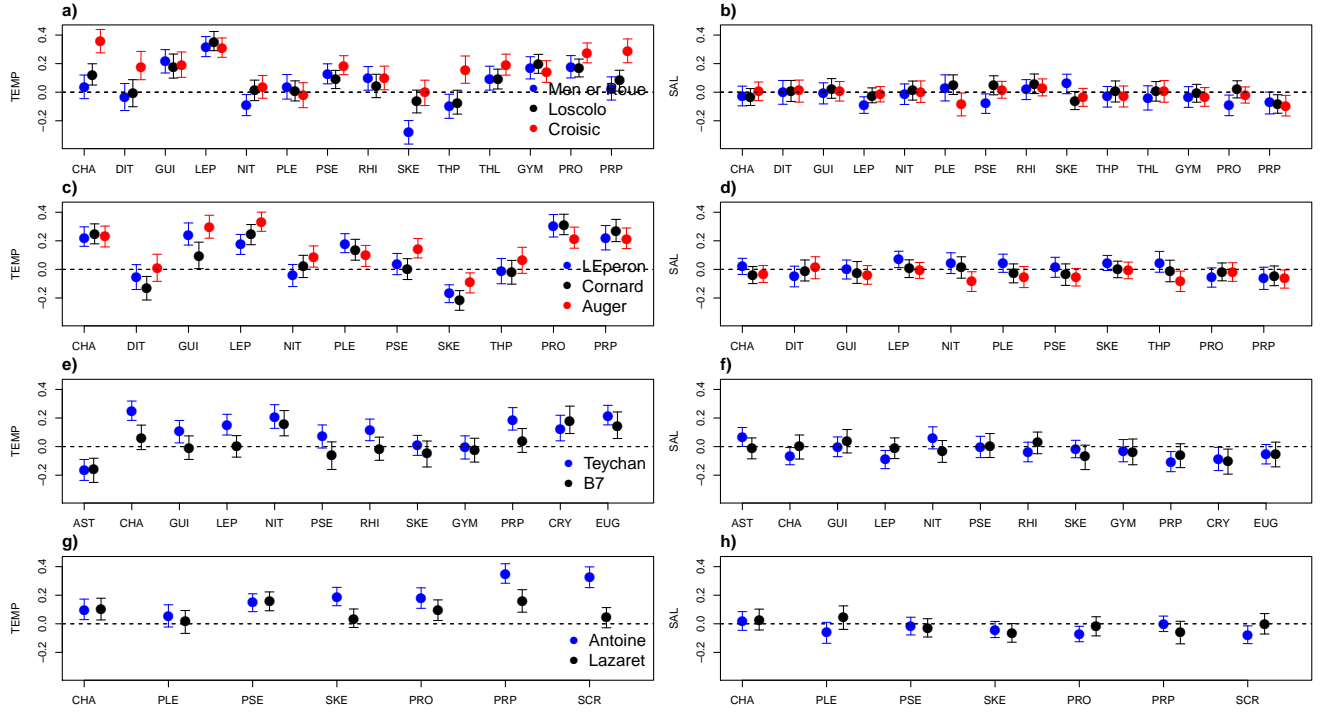 a)
TEMP
0.4
0.2
0.0
−0.2
Men er Roue
Loscolo
Croisic
CHA DIT GUI LEP NIT PLE PSE RHI SKE THP THL GYM PRO PRP
b)
SAL
0.4
0.2
0.0
−0.2
CHA DIT GUI LEP NIT PLE PSE RHI SKE THP THL GYM PRO PRP
c)
TEMP
0.4
0.2
0.0
−0.2
LEperon
Cornard
Auger
CHA DIT GUI LEP NIT PLE PSE SKE THP PRO PRP
d)
SAL
0.4
0.2
0.0
−0.2
CHA DIT GUI LEP NIT PLE PSE SKE THP PRO PRP
e)
TEMP
0.4
0.2
0.0
−0.2
Teychan
B7
AST CHA GUI LEP NIT PSE RHI SKE GYM PRP CRY EUG
f)
SAL
0.4
0.2
0.0
−0.2
AST CHA GUI LEP NIT PSE RHI SKE GYM PRP CRY EUG
g)
TEMP
0.4
0.2
0.0
−0.2
Antoine
Lazaret
CHA PLE PSE SKE PRO PRP SCR
h)
SAL
0.4
0.2
0.0
−0.2
CHA PLE PSE SKE PRO PRP SCR